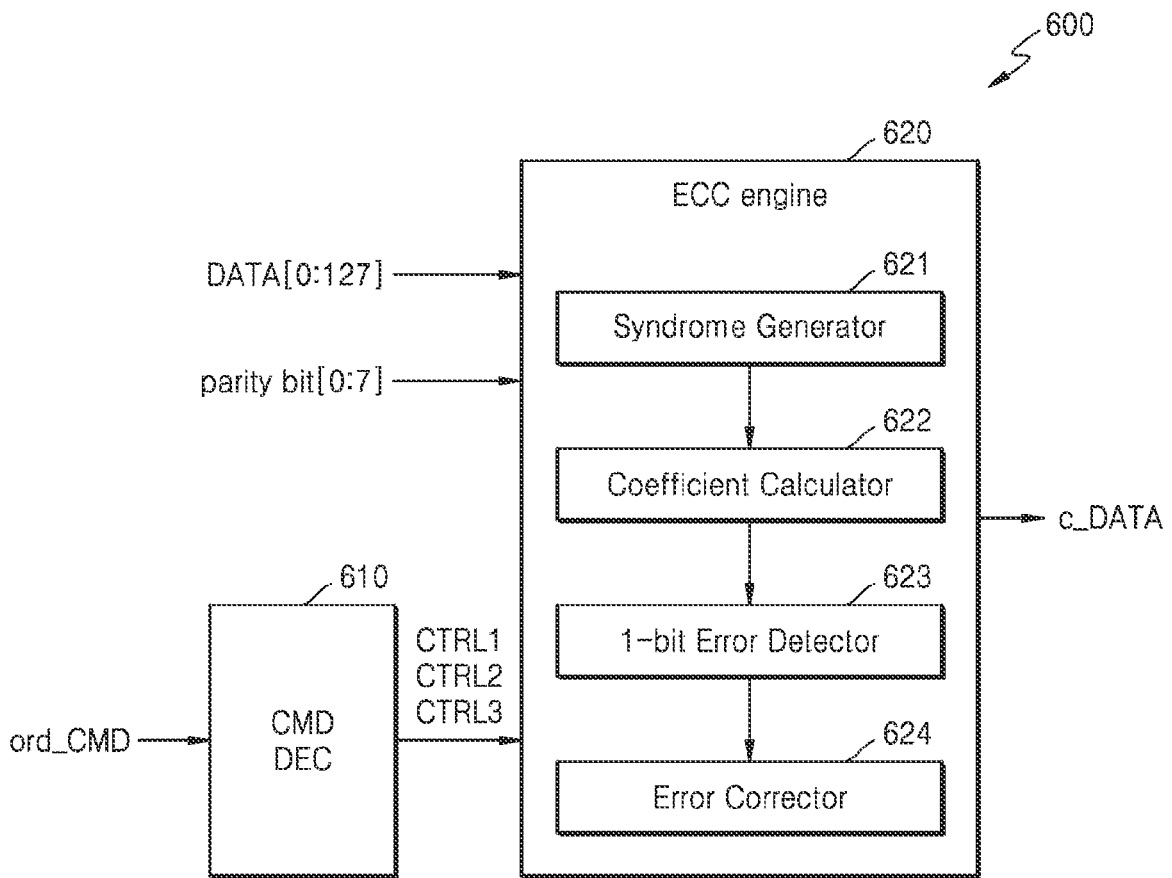 600
620
ECC engine
DATA[0:127]
621
Syndrome Generator
parity bit[0:7]
622
Coefficient Calculator
c_DATA
610
623
CTRL1
CTRL2
CTRL3
1-bit Error Detector
ord_CMD
CMD
DEC
624
Error Corrector